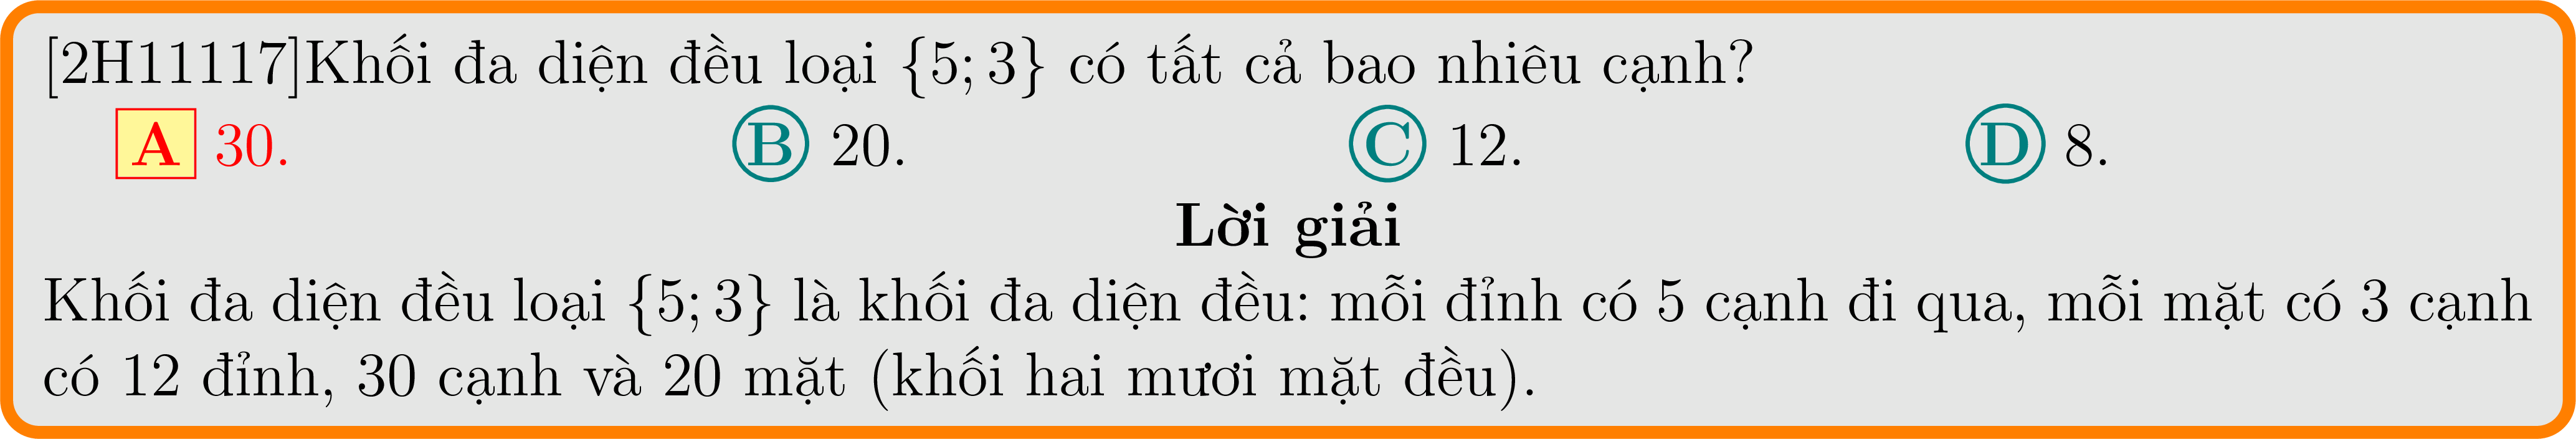 [2H11117]Khối đa diện đều loại {5; 3} có tất cả bao nhiêu cạnh?
A 30. B 20. C 12. D 8.
Lời giải
Khối đa diện đều loại {5; 3} là khối đa diện đều: mỗi đỉnh có 5 cạnh đi qua, mỗi mặt có 3 cạnh
có 12 đỉnh, 30 cạnh và 20 mặt (khối hai mươi mặt đều).